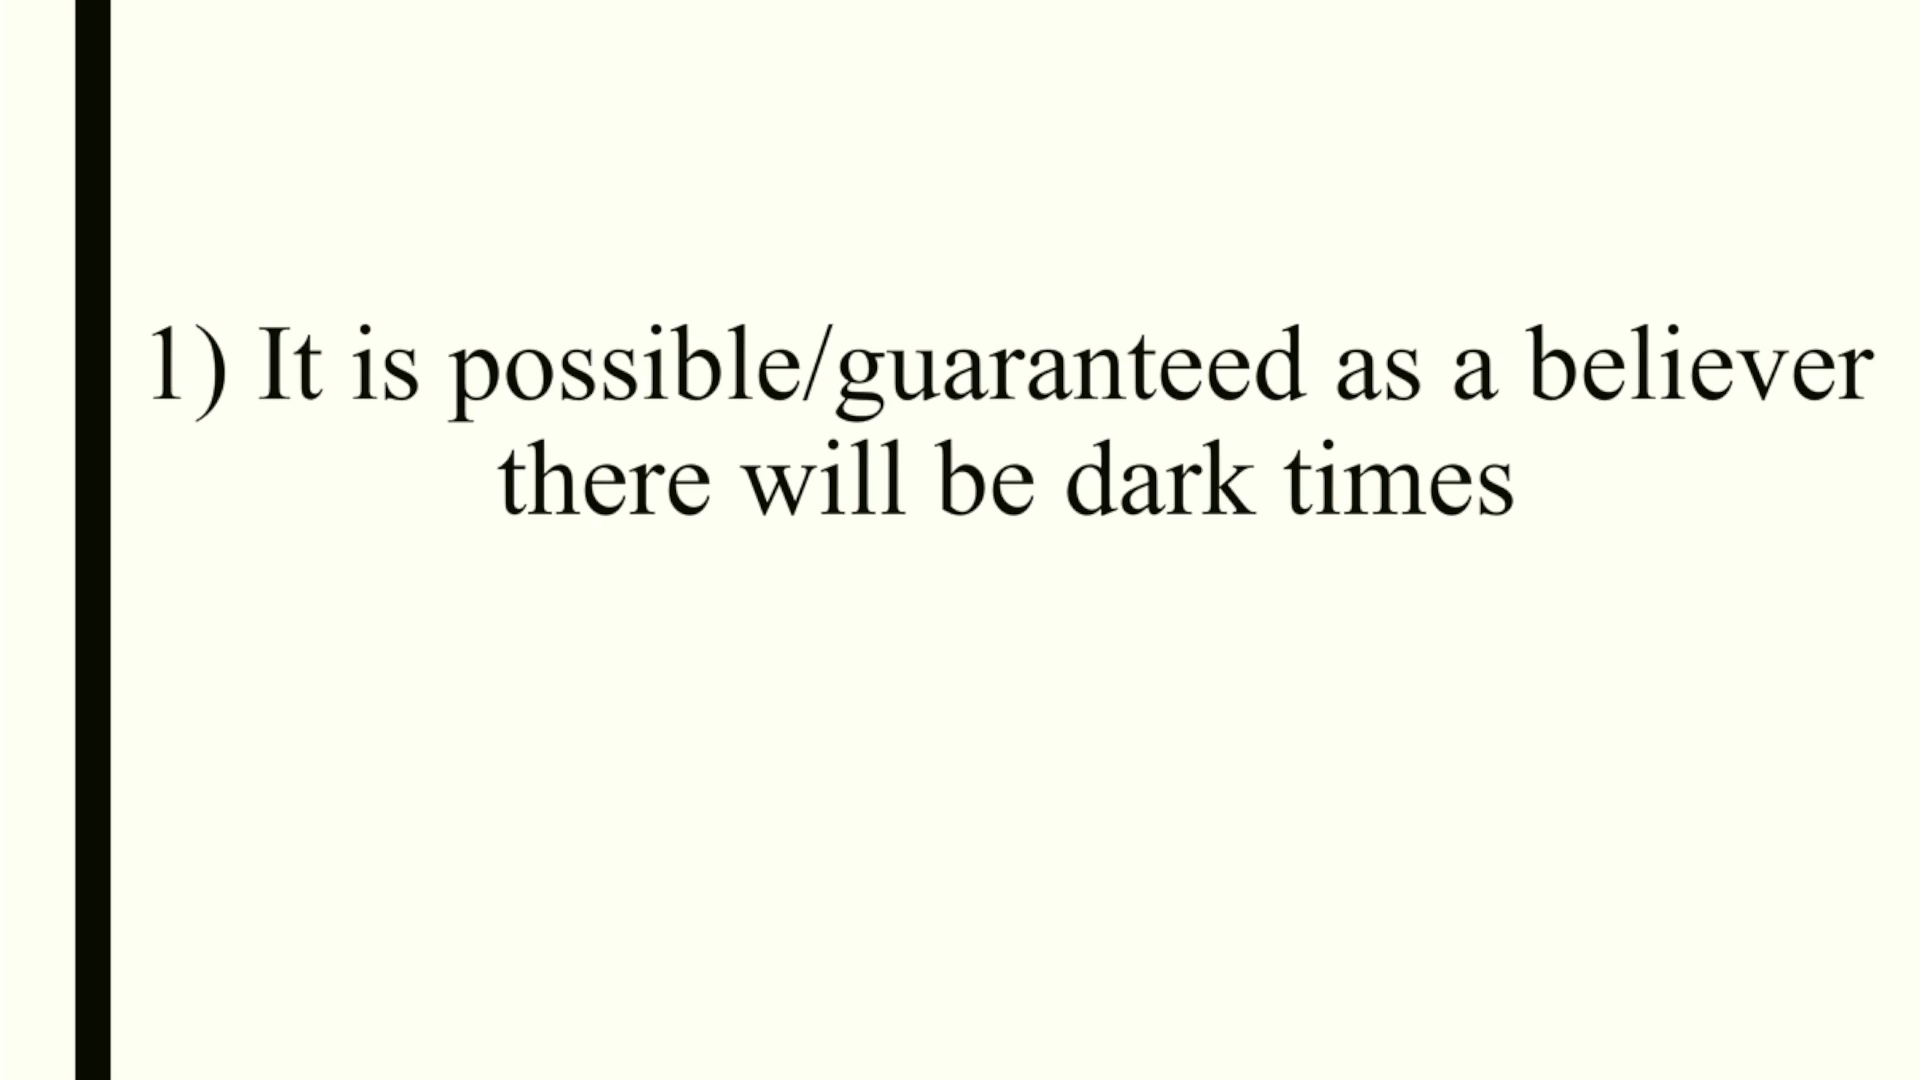 1) It is possible/guaranteed as a believer
there will be dark times